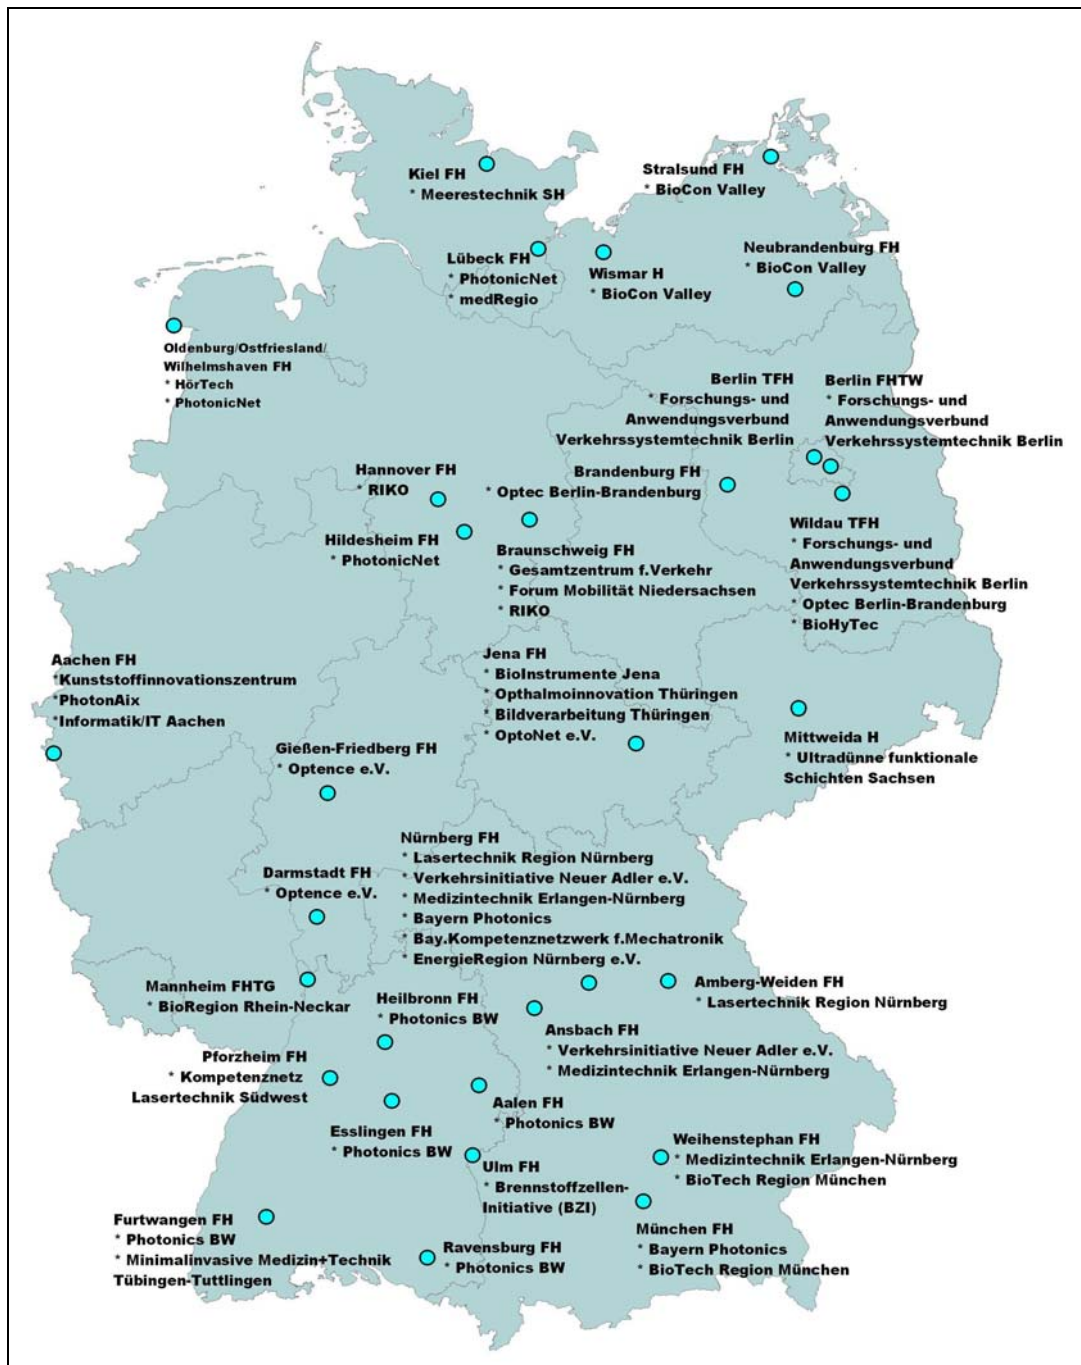 Kiel FH
* Meerestechnik SH
Stralsund FH
* BioCon Valley
Lübeck FH
* PhotonicNet
* medRegio
Wismar H
* BioCon Valley
Neubrandenburg FH
* BioCon Valley
Oldenburg/Ostfriesland/
Wilhelmshaven FH
* HörTech
* PhotonicNet
Berlin TFH
* Forschungs- und
Anwendungsverbund
Verkehrssystemtechnik Berlin
Berlin FHTW
* Forschungs- und
Anwendungsverbund
Verkehrssystemtechnik Berlin
Hannover FH
* RIKO
Brandenburg FH
* Optec Berlin-Brandenburg
Hildesheim FH
* PhotonicNet
Braunschweig FH
* Gesamtzentrum f.Verkehr
* Forum Mobilität Niedersachsen
* RIKO
Wildau TFH
* Forschungs- und
Anwendungsverbund
Verkehrssystemtechnik Berlin
* Optec Berlin-Brandenburg
* BioHyTec
Aachen FH
*Kunststoffinnovationszentrum
*PhotonAix
*Informatik/IT Aachen
Jena FH
* BioInstrumente Jena
* Opthalmoinnovation Thüringen
* Bildverarbeitung Thüringen
* OptoNet e.V.
Mittweida H
* Ultradünne funktionale
Schichten Sachsen
Gießen-Friedberg FH
* Optence e.V.
Nürnberg FH
* Lasertechnik Region Nürnberg
* Verkehrsinitiative Neuer Adler e.V.
* Medizintechnik Erlangen-Nürnberg
* Bayern Photonics
* Bay.Kompetenznetzwerk f.Mechatronik
* EnergieRegion Nürnberg e.V.
Darmstadt FH
* Optence e.V.
Mannheim FHTG
* BioRegion Rhein-Neckar
Heilbronn FH
* Photonics BW
Amberg-Weiden FH
* Lasertechnik Region Nürnberg
Ansbach FH
* Verkehrsinitiative Neuer Adler e.V.
* Medizintechnik Erlangen-Nürnberg
Pforzheim FH
* Kompetenznetz
Lasertechnik Südwest
Aalen FH
* Photonics BW
Esslingen FH
* Photonics BW
Weihenstephan FH
* Medizintechnik Erlangen-Nürnberg
* BioTech Region München
Ulm FH
* Brennstoffzellen-
Initiative (BZI)
Furtwangen FH
* Photonics BW
* Minimalinvasive Medizin+Technik
Tübingen-Tuttlingen
Ravensburg FH
* Photonics BW
München FH
* Bayern Photonics
* BioTech Region München